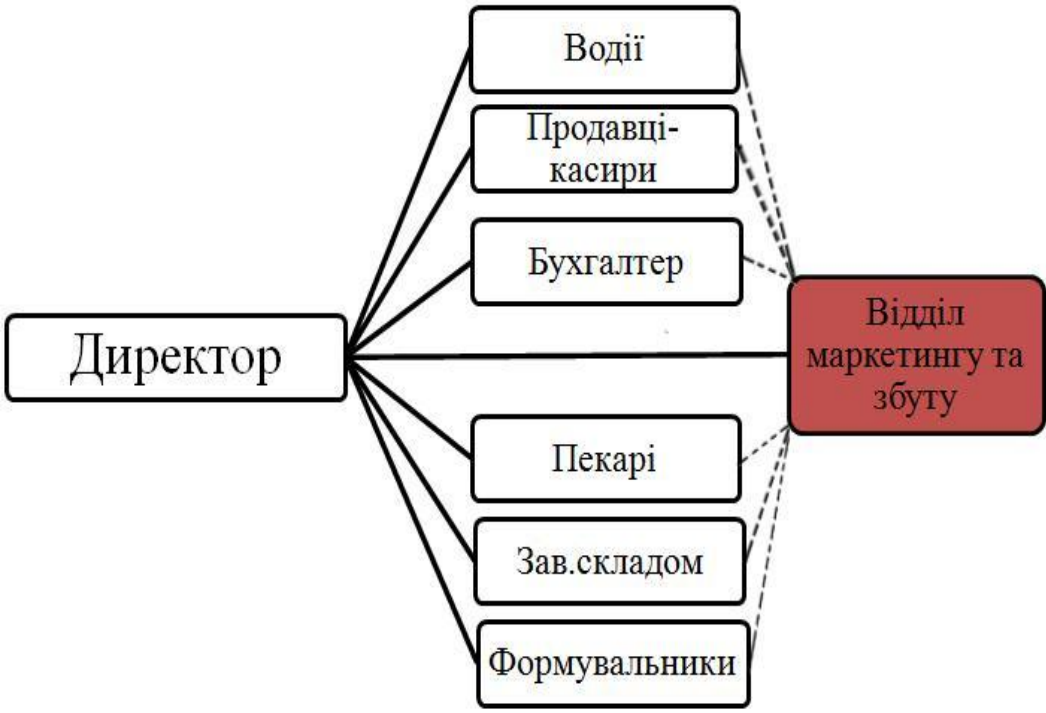 Водії
Продавці-
касири
Бухгалтер
Директор
Відділ
маркетингу та
збуту
Пекарі
Зав.складом
Формувальники